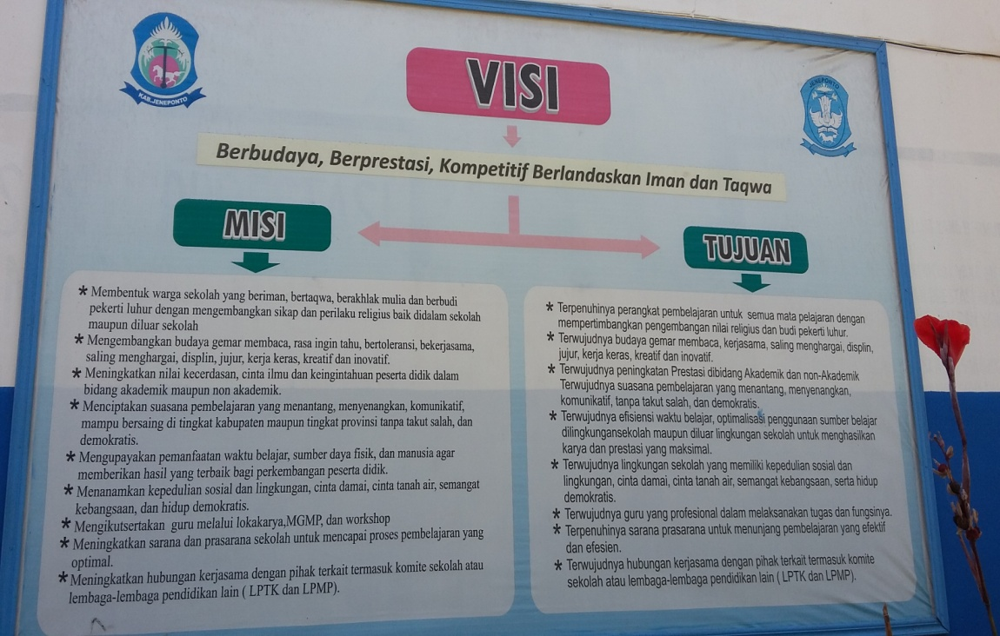 KAB.JENEPONTO
VISI
JENEPONTO
Berbudaya, Berprestasi, Kompetitif Berlandaskan Iman dan Taqwa
MISI
* Membentuk warga sekolah yang beriman, bertaqwa, berakhlak mulia dan berbudi
pekerti luhur dengan mengembangkan sikap dan perilaku religius baik didalam sekolah
maupun diluar sekolah
* Mengembangkan budaya gemar membaca, rasa ingin tahu, bertoleransi, bekerjasama,
saling menghargai, displin, jujur, kerja keras, kreatif dan inovatif.
* Meningkatkan nilai kecerdasan, cinta ilmu dan keingintahuan peserta didik dalam
bidang akademik maupun non akademik.
* Menciptakan suasana pembelajaran yang menantang, menyenangkan, komunikatif,
mampu bersaing di tingkat kabupaten maupun tingkat provinsi tanpa takut salah, dan
demokratis.
* Mengupayakan pemanfaatan waktu belajar, sumber daya fisik, dan manusia agar
memberikan hasil yang terbaik bagi perkembangan peserta didik.
* Menanamkan kepedulian sosial dan lingkungan, cinta damai, cinta tanah air, semangat
kebangsaan, dan hidup demokratis.
* Mengikutsertakan guru melalui lokakarya,MGMP, dan workshop
* Meningkatkan sarana dan prasarana sekolah untuk mencapai proses pembelajaran yang
optimal.
* Meningkatkan hubungan kerjasama dengan pihak terkait termasuk komite sekolah atau
lembaga-lembaga pendidikan lain ( LPTK dan LPMP).
TUJUAN
* Terpenuhinya perangkat pembelajaran untuk semua mata pelajaran dengan
mempertimbangkan pengembangan nilai religius dan budi pekerti luhur.
* Terwujudnya budaya gemar membaca, kerjasama, saling menghargai, displin,
jujur, kerja keras, kreatif dan inovatif.
* Terwujudnya peningkatan Prestasi dibidang Akademik dan non-Akademik
Terwujudnya suasana pembelajaran yang menantang, menyenangkan,
komunikatif, tanpa takut salah, dan demokratis.
* Terwujudnya efisiensi waktu belajar, optimalisasi penggunaan sumber belajar
dilingkungansekolah maupun diluar lingkungan sekolah untuk menghasilkan
karya dan prestasi yang maksimal.
* Terwujudnya lingkungan sekolah yang memiliki kepedulian sosial dan
lingkungan, cinta damai, cinta tanah air, semangat kebangsaan, serta hidup
demokratis.
* Terwujudnya guru yang profesional dalam melaksanakan tugas dan fungsinya.
* Terpenuhinya sarana prasarana untuk menunjang pembelajaran yang efektif
dan efesien.
* Terwujudnya hubungan kerjasama dengan pihak terkait termasuk komite
sekolah atau lembaga-lembaga pendidikan lain ( LPTK dan LPMP).